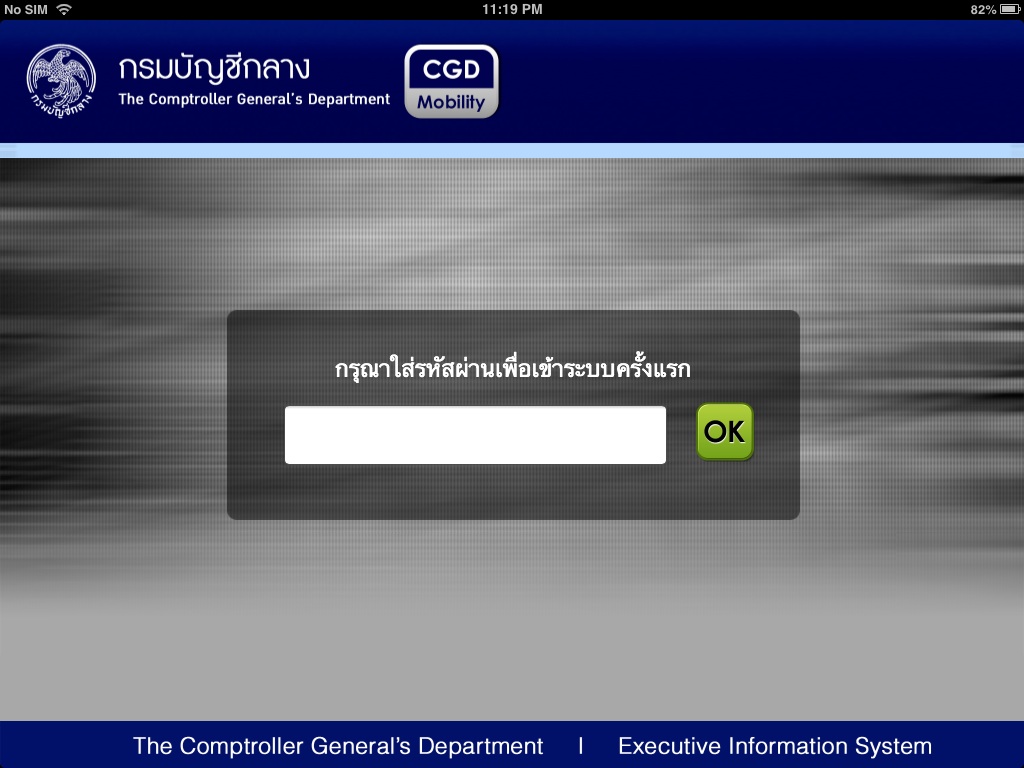 No SIM 11:19 PM 82%
กรมบัญชีกลาง
The Comptroller General's Department
CGD
Mobility
กรมบัญชีกลาง
กรุณาใส่รหัสผ่านเพื่อเข้าระบบครั้งแรก
OK
The Comptroller General's Department | Executive Information System